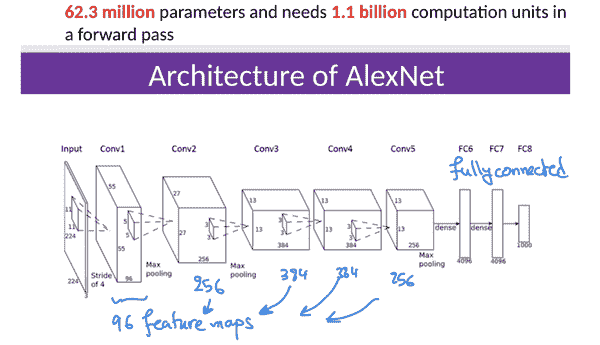 62.3 million parameters and needs 1.1 billion computation units in
a forward pass
Architecture of AlexNet
Input Conv1 Conv2 Conv3 Conv4 Conv5 FC6 FC7 FC8
fully connected
55
27
13 13 13
11 5 3 3 3
11 5 27 3 13 3 13 3 13
224 55 dense dense
256 384 384 256 1000
Max pooling Max pooling Max pooling 4096 4096
224 Stride of 4 96
256 384 384 256
96 feature maps